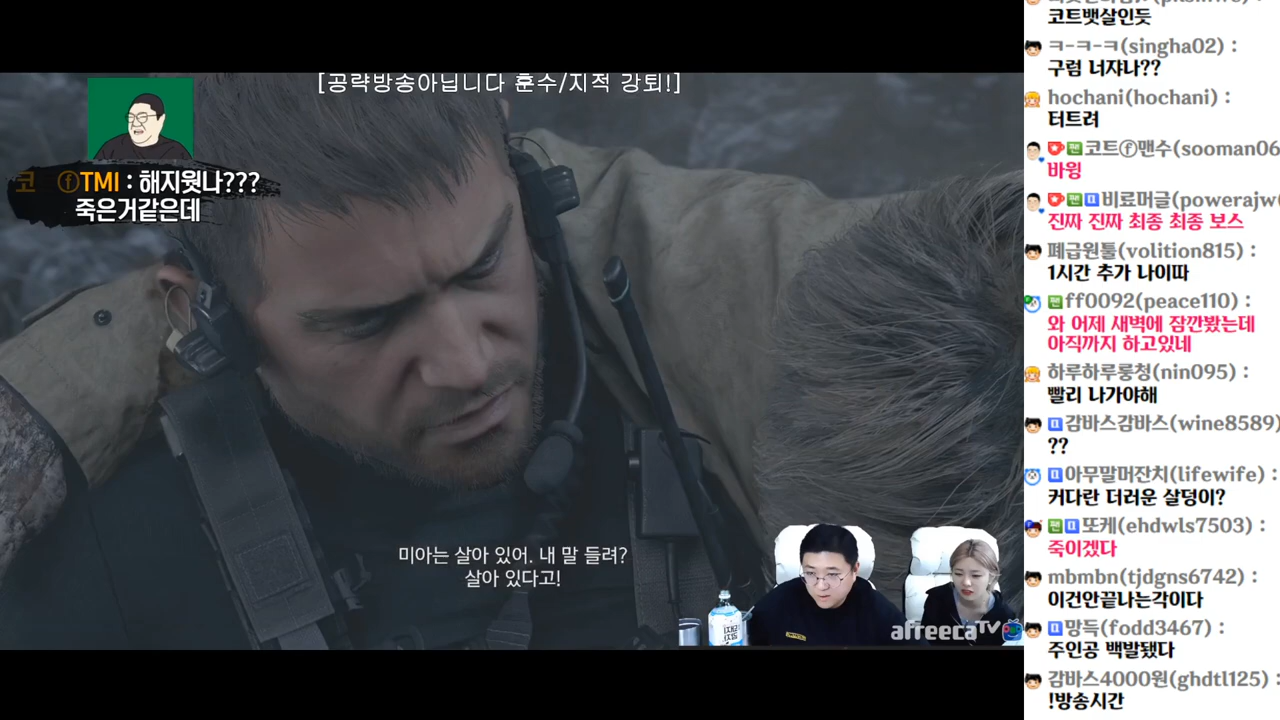 [공략방송아닙니다 훈수/지적 강퇴!]
코 ⓕTMI : 해지웟나???
죽은거같은데
미아는 살아 있어. 내 말 들려?
살아 있다고!
afreecaTV
코트뱃살인듯
ㅋ-ㅋ-ㅋ(singha02) :
구럼 너쟈나??
hochani(hochani) :
터트려
팬 코트ⓕ맨수(sooman06
바윙
팬 비료머글(powerajw0
진짜 진짜 최종 최종 보스
폐급원툴(volition815) :
1시간 추가 나이따
팬 ff0092(peace110) :
와 어제 새벽에 잠깐봤는데
아직까지 하고있네
하루하루룽청(nin095) :
빨리 나가야해
감바스감바스(wine8589)
??
아무말머잔치(lifewife) :
커다란 더러운 살덩이?
팬 또케(ehdwls7503) :
죽이겠다
mbmbn(tjdgns6742) :
이건안끝나는각이다
망득(fodd3467) :
주인공 백발됐다
감바스4000원(ghdtl125) :
!방송시간